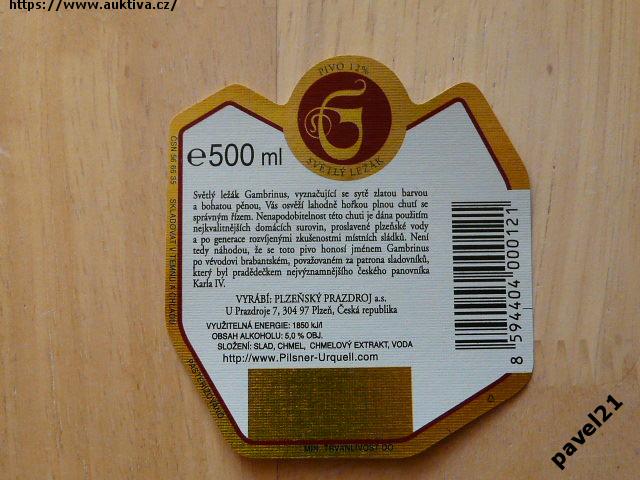 https://www.auktiva.cz/
PIVO 12%
SVĚTLÝ LEŽÁK
e 500 ml
Světlý ležák Gambrinus, vyznačující se sytě zlatou barvou
a bohatou pěnou, Vás osvěží lahodně hořkou plnou chutí se
správným řízem. Nenapodobitelnost této chuti je dána použitím
nejkvalitnějších domácích surovin, proslavené plzeňské vody
a po generace rozvíjenými zkušenostmi místních sládků. Není
tedy náhodou, že se toto pivo honosí jménem Gambrinus
po vévodovi brabantském, považovaném za patrona sladovníků,
který byl pradědečkem nejvýznamnějšího českého panovníka
Karla IV.
VYRÁBÍ: PLZEŇSKÝ PRAZDROJ a.s.
U Prazdroje 7, 304 97 Plzeň, Česká republika
VYUŽITELNÁ ENERGIE: 1850 kJ/l
OBSAH ALKOHOLU: 5,0 % OBJ.
SLOŽENÍ: SLAD, CHMEL, CHMELOVÝ EXTRAKT, VODA
http://www.Pilsner-Urquell.com
ČSN 56 66 35
SKLADOVAT V TEMNU A CHLADU
PASTEROVÁNO
MIN. TRVANLIVOST DO
8 594404 000121
pavel21